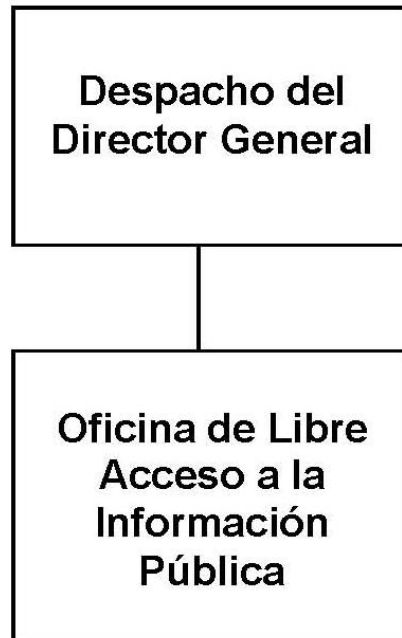 Despacho del
Director General
Oficina de Libre
Acceso a la
Información
Pública